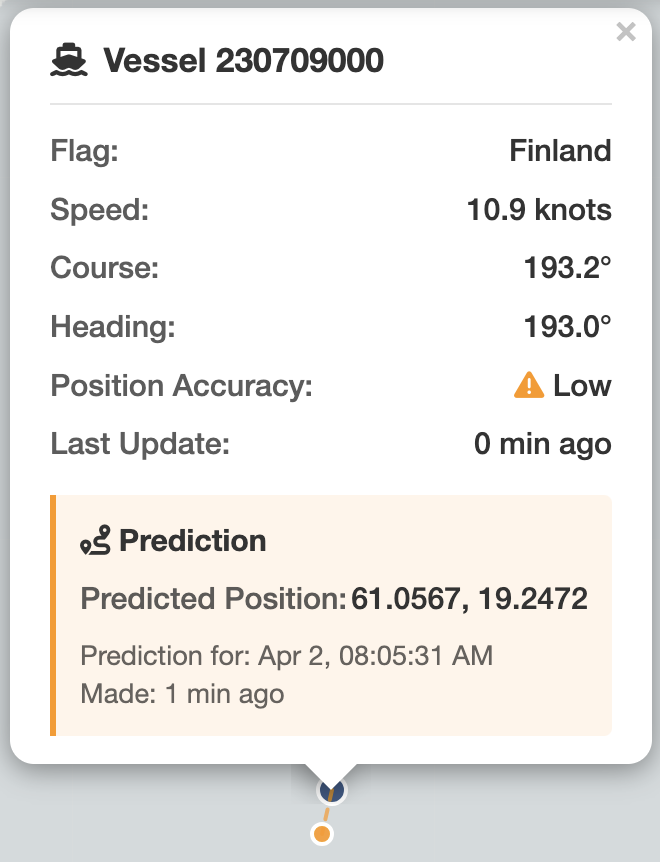 Vessel 230709000
×
Flag: Finland
Speed: 10.9 knots
Course: 193.2°
Heading: 193.0°
Position Accuracy: Low
Last Update: 0 min ago
Prediction
Predicted Position: 61.0567, 19.2472
Prediction for: Apr 2, 08:05:31 AM
Made: 1 min ago